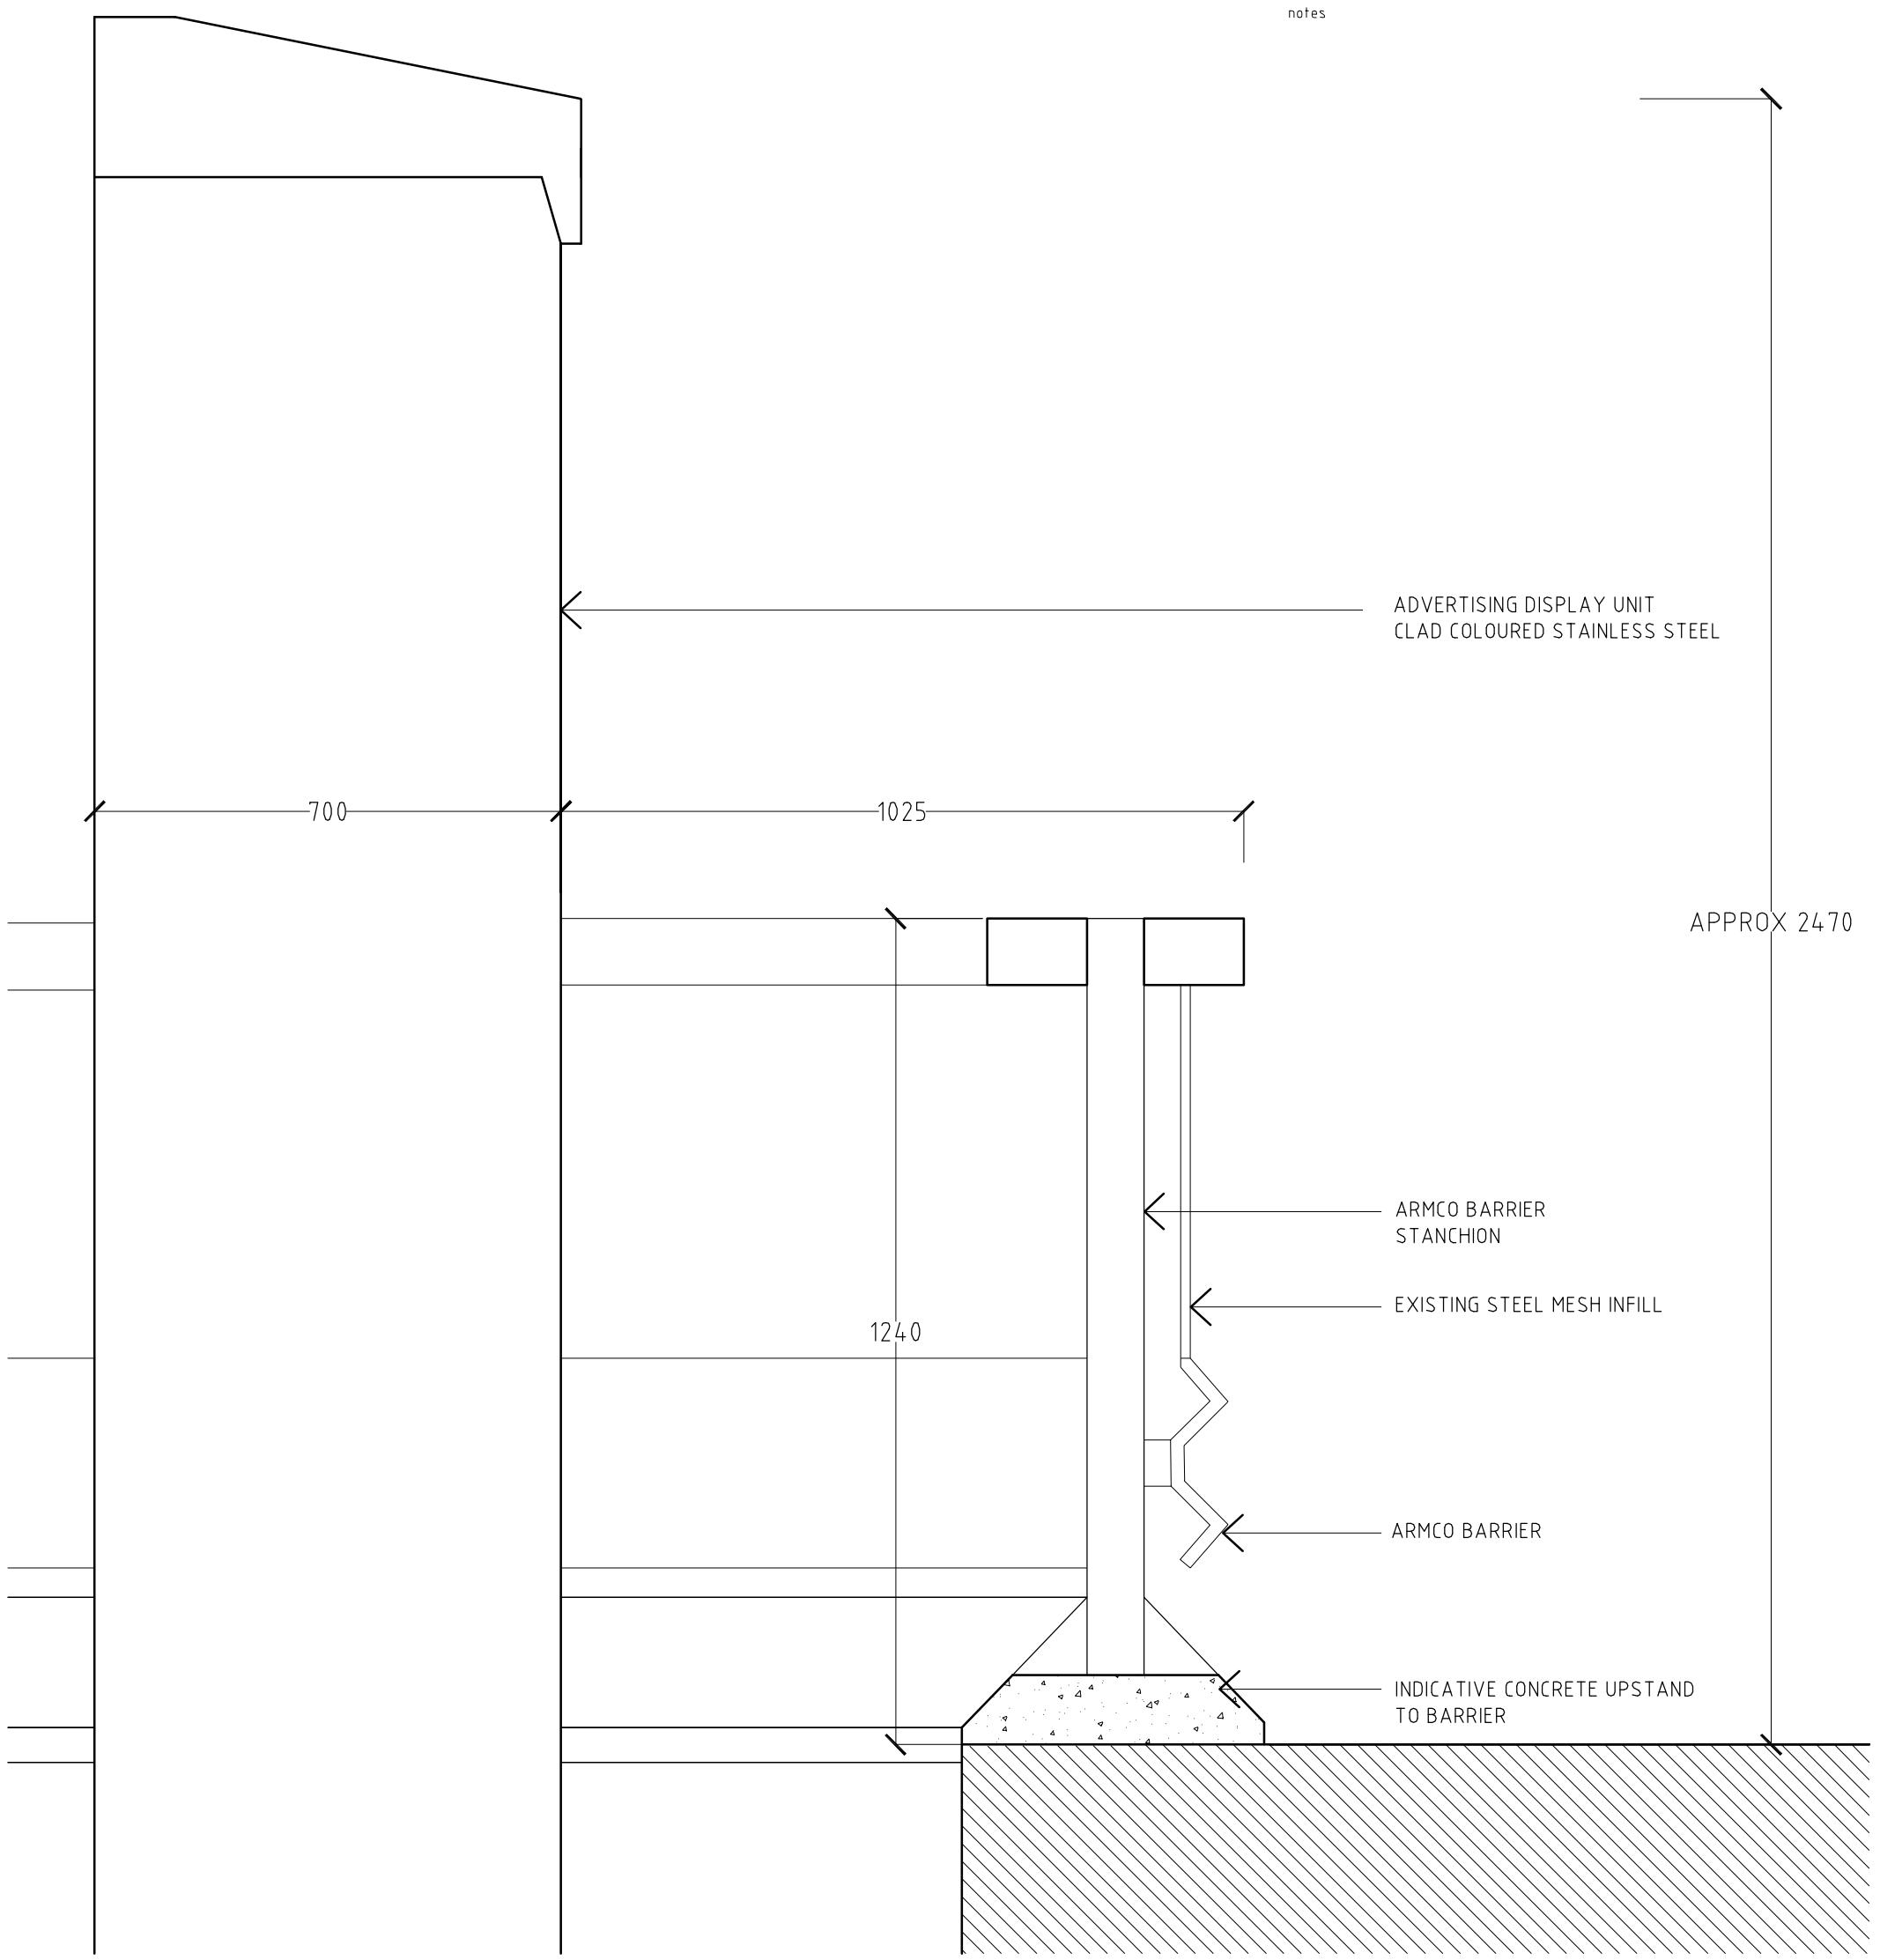 notes
ADVERTISING DISPLAY UNIT
CLAD COLOURED STAINLESS STEEL
700
1025
APPROX 2470
ARMCO BARRIER
STANCHION
EXISTING STEEL MESH INFILL
1240
ARMCO BARRIER
INDICATIVE CONCRETE UPSTAND
TO BARRIER